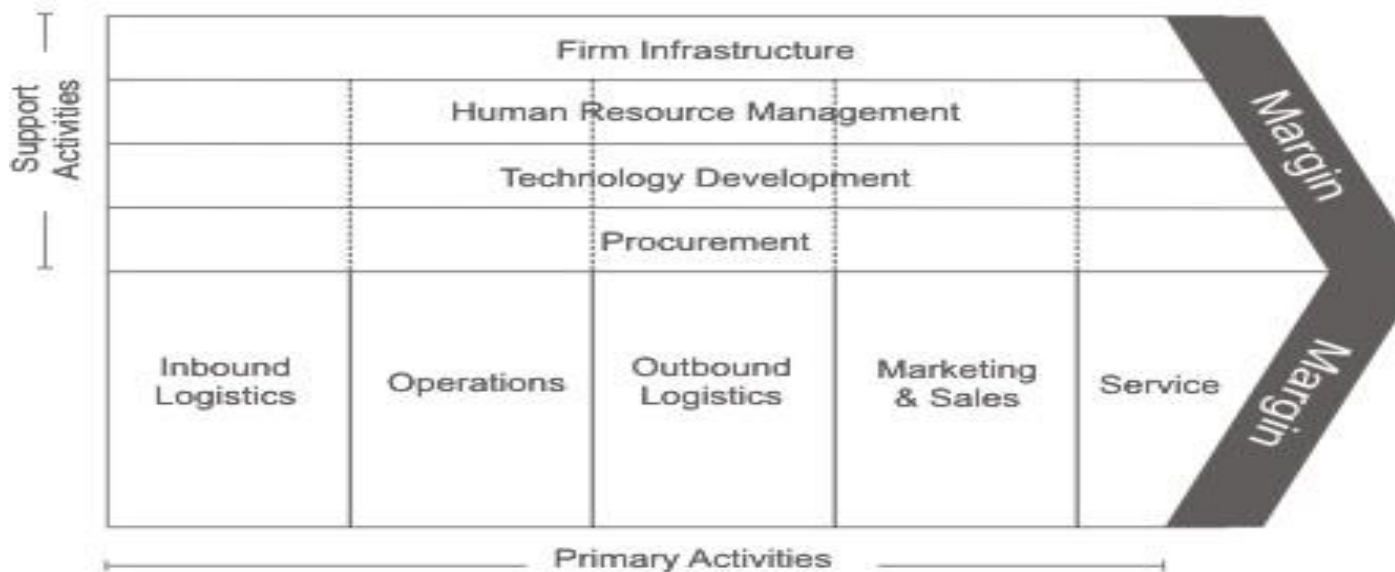 Support
Activities
Firm Infrastructure
Human Resource Management
Technology Development
Procurement
Inbound
Logistics
Operations
Outbound
Logistics
Marketing
& Sales
Service
Margin
Margin
Primary Activities